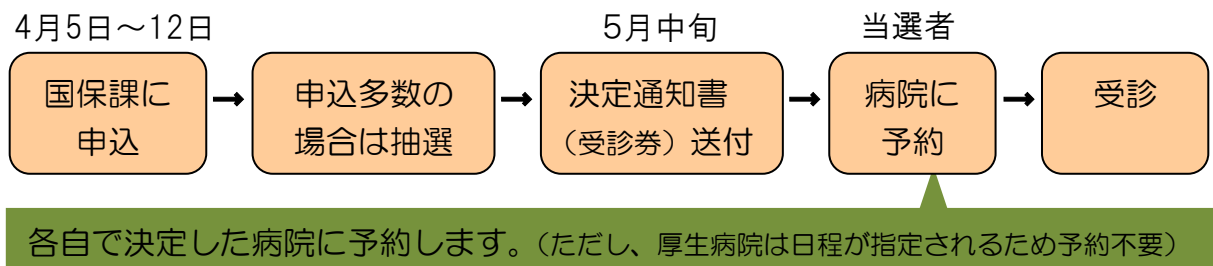 4月5日～12日
国保課に
申込
→
申込多数の
場合は抽選
→
5月中旬
決定通知書
（受診券）送付
→
当選者
病院に
予約
→
受診
各自で決定した病院に予約します。（ただし、厚生病院は日程が指定されるため予約不要）